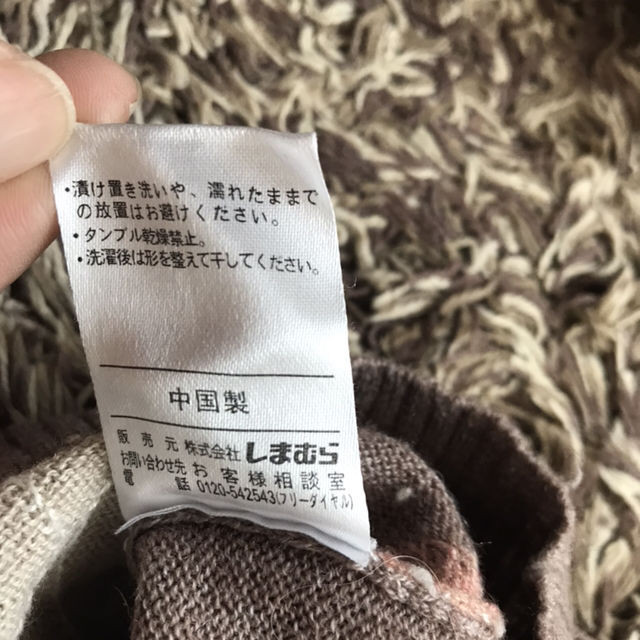 ・漬け置き洗いや、濡れたままで
の放置はお避けください。
・タンブル乾燥禁止。
・洗濯後は形を整えて干してください。
中国製
販売元 株式会社 しまむら
お問い合わせ先 お客様相談室
電話 0120-542543(フリーダイヤル)